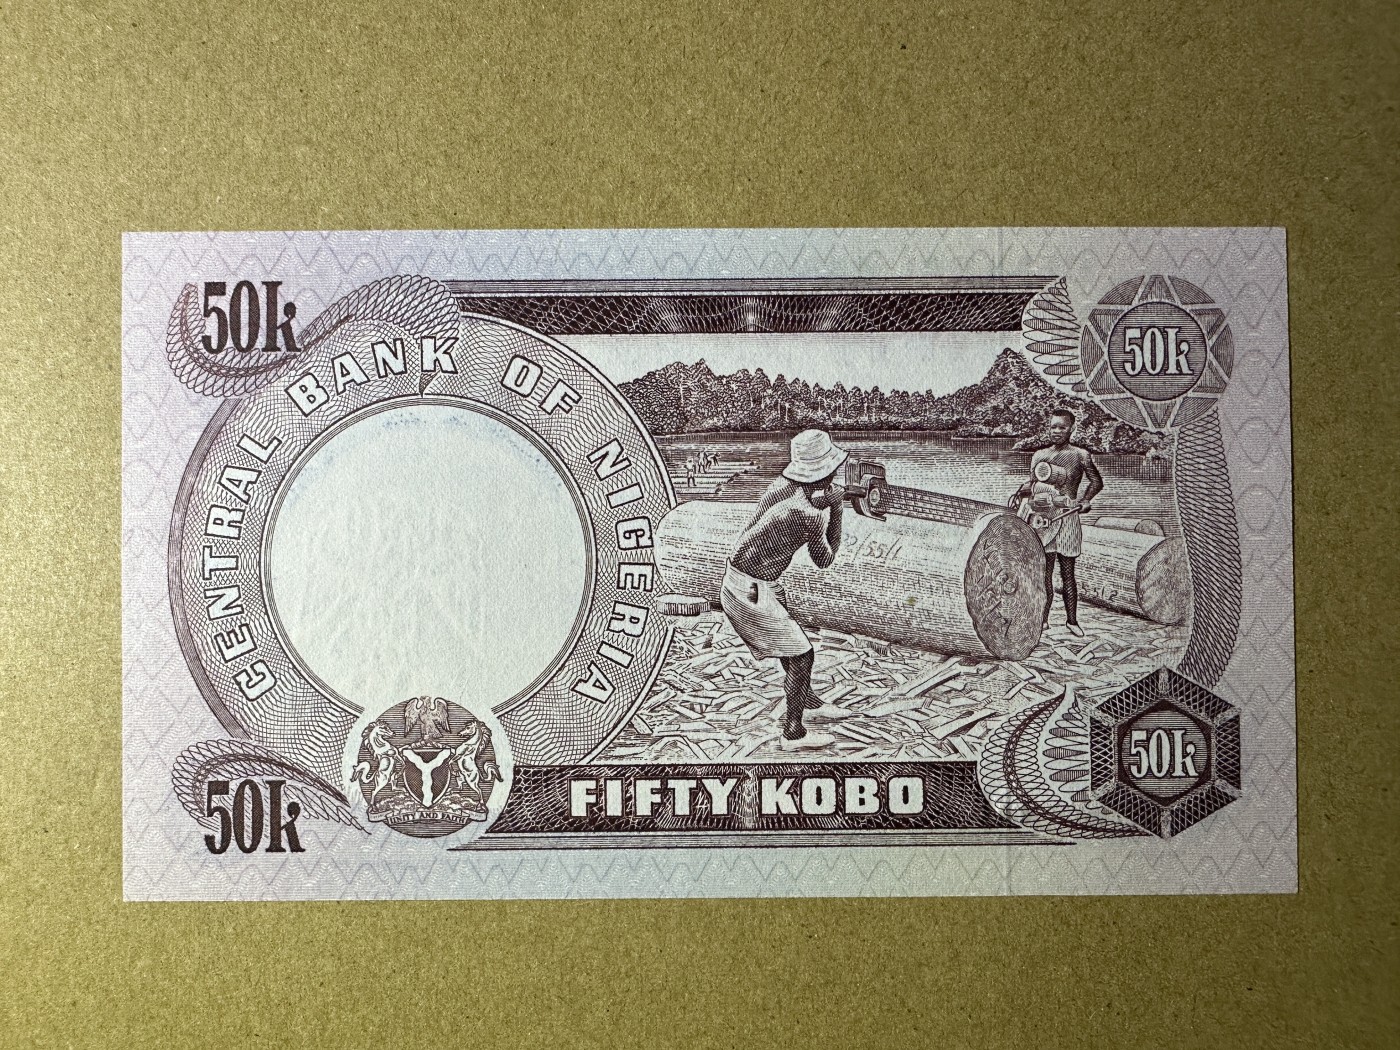 50k
CENTRAL BANK OF NIGERIA
50k
50k
UNITY AND FAITH
FIFTY KOBO
50k